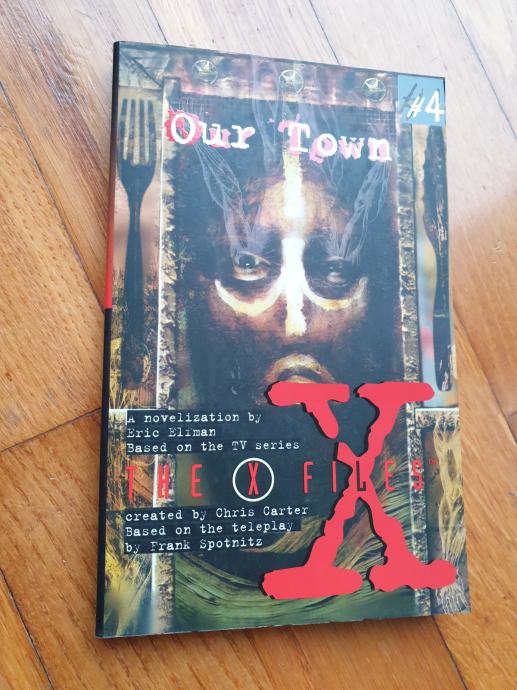 #4
Our Town
A novelization by
Eric Elfman
Based on the TV series
THE X FILES™
created by Chris Carter
Based on the teleplay
by Frank Spotnitz
X